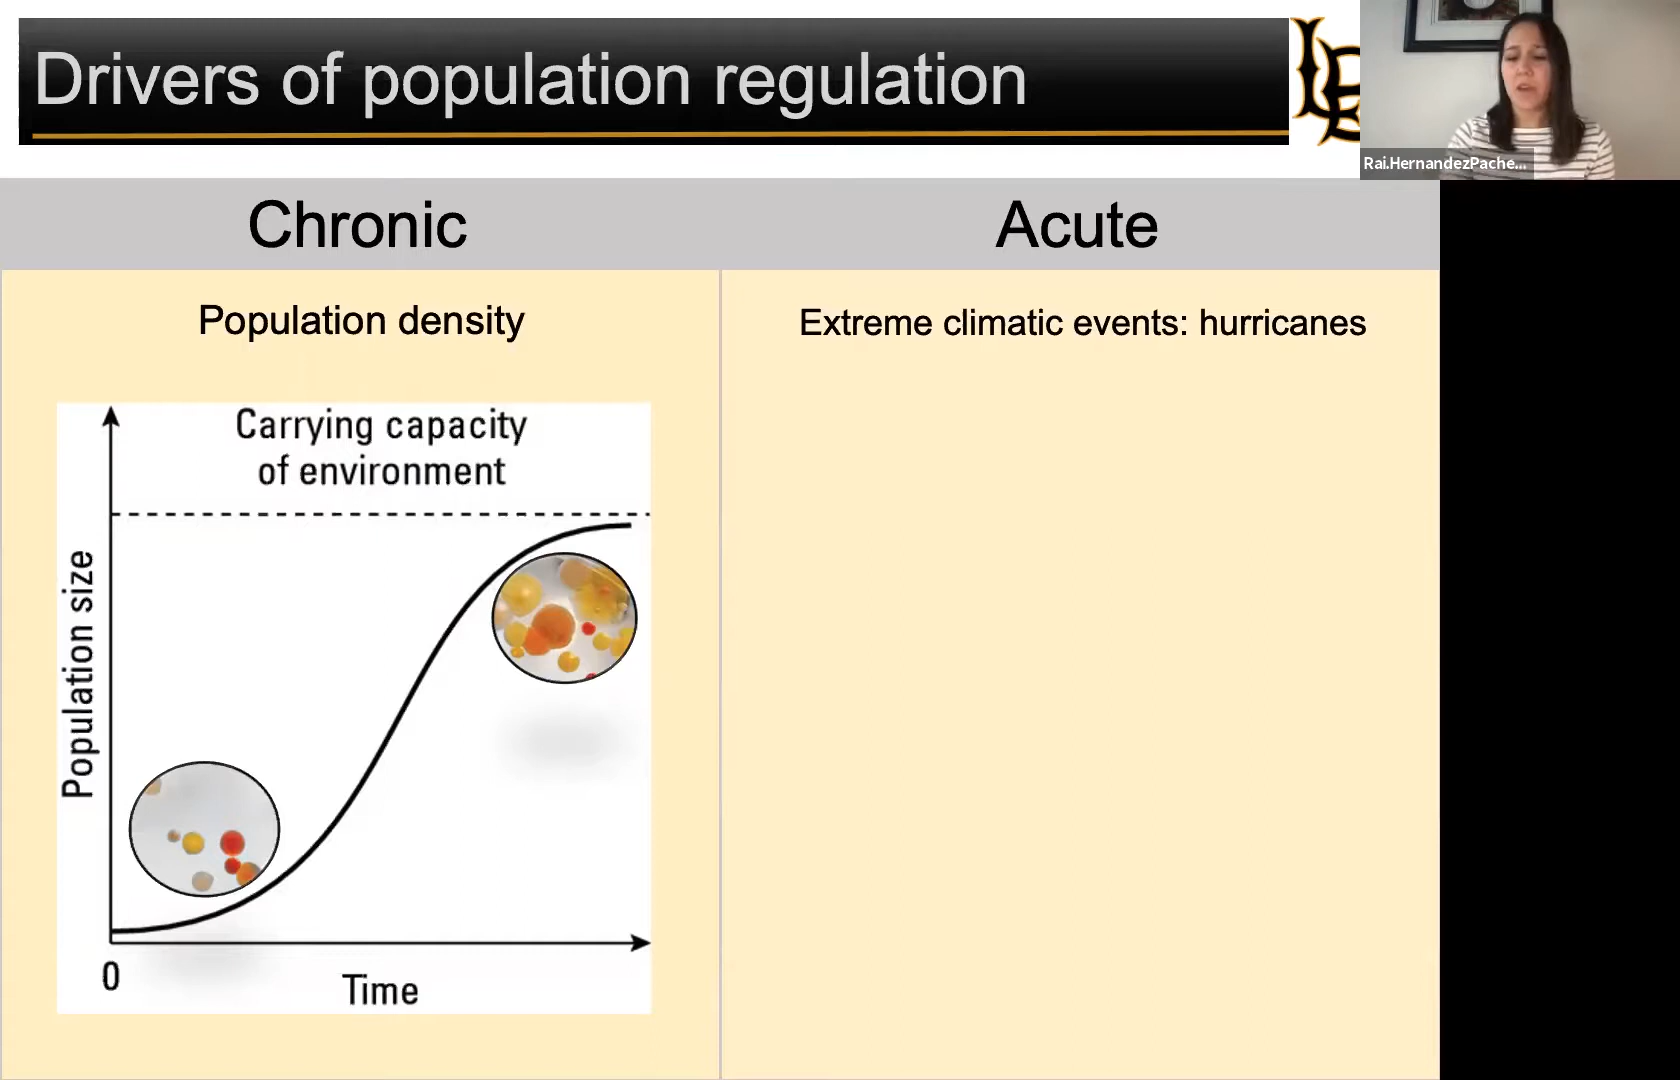 Drivers of population regulation
LB
Rai.HernandezPache...
Chronic
Acute
Population density
Extreme climatic events: hurricanes
Carrying capacity
of environment
Population size
0
Time